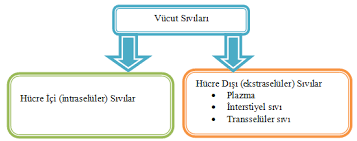 Vücut Sıvıları
Hücre İçi (intraselüler) Sıvılar
Hücre Dışı (ekstraselüler) Sıvılar
• Plazma
• İnterstiyel sıvı
• Transselüler sıvı